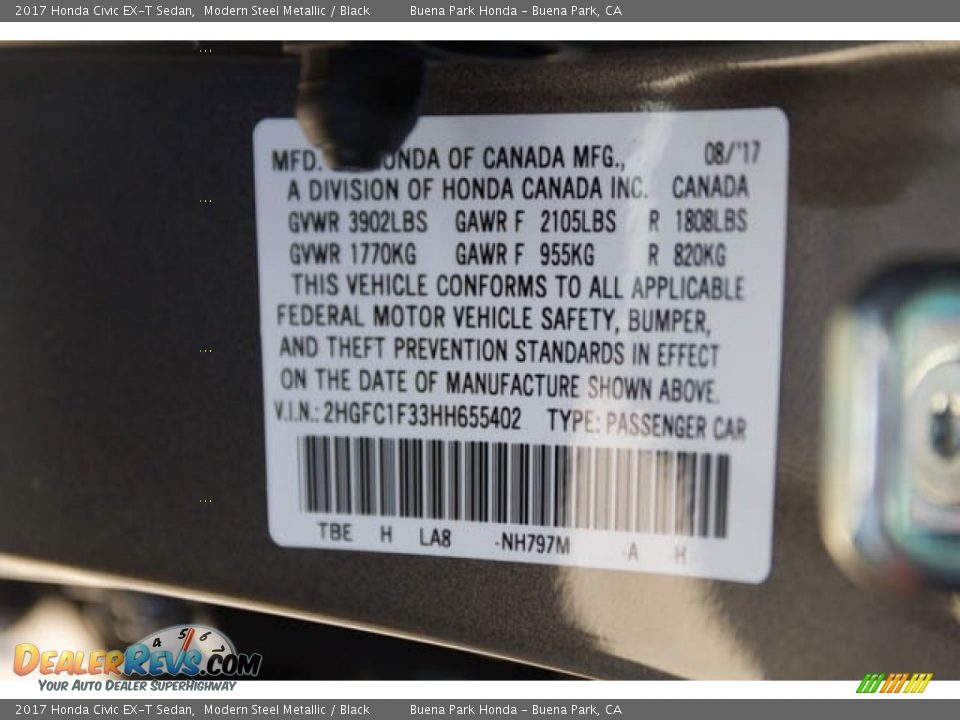 2017 Honda Civic EX-T Sedan, Modern Steel Metallic / Black Buena Park Honda - Buena Park, CA
MFD. ONDA OF CANADA MFG., 08/'17
A DIVISION OF HONDA CANADA INC. CANADA
GVWR 3902LBS GAWR F 2105LBS R 1808LBS
GVWR 1770KG GAWR F 955KG R 820KG
THIS VEHICLE CONFORMS TO ALL APPLICABLE
FEDERAL MOTOR VEHICLE SAFETY, BUMPER,
AND THEFT PREVENTION STANDARDS IN EFFECT
ON THE DATE OF MANUFACTURE SHOWN ABOVE.
V.I.N.: 2HGFC1F33HH655402 TYPE: PASSENGER CAR
TBE H LA8 -NH797M -A -H
4 5 6
DEALERREVS.COM
YOUR AUTO DEALER SUPERHIGHWAY
2017 Honda Civic EX-T Sedan, Modern Steel Metallic / Black Buena Park Honda - Buena Park, CA